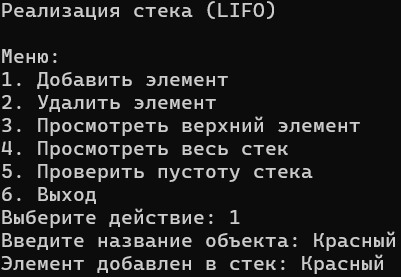 Реализация стека (LIFO)
Меню:
1. Добавить элемент
2. Удалить элемент
3. Просмотреть верхний элемент
4. Просмотреть весь стек
5. Проверить пустоту стека
6. Выход
Выберите действие: 1
Введите название объекта: Красный
Элемент добавлен в стек: Красный